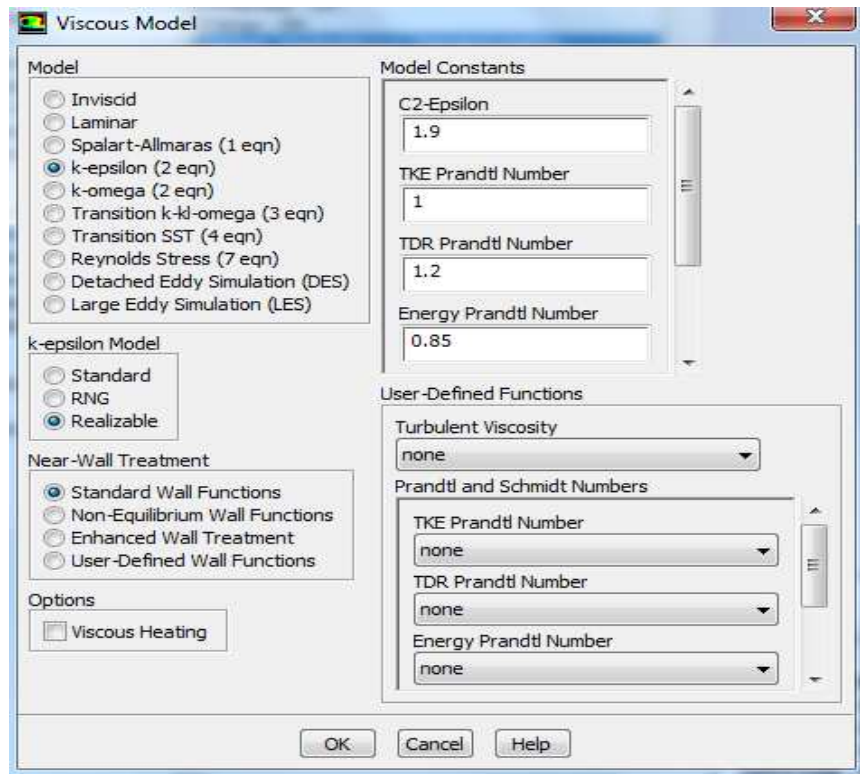 Viscous Model
Model
Inviscid
Laminar
Spalart-Allmaras (1 eqn)
k-epsilon (2 eqn)
k-omega (2 eqn)
Transition k-kl-omega (3 eqn)
Transition SST (4 eqn)
Reynolds Stress (7 eqn)
Detached Eddy Simulation (DES)
Large Eddy Simulation (LES)
k-epsilon Model
Standard
RNG
Realizable
Near-Wall Treatment
Standard Wall Functions
Non-Equilibrium Wall Functions
Enhanced Wall Treatment
User-Defined Wall Functions
Options
Viscous Heating
Model Constants
C2-Epsilon
1.9
TKE Prandtl Number
1
TDR Prandtl Number
1.2
Energy Prandtl Number
0.85
User-Defined Functions
Turbulent Viscosity
none
Prandtl and Schmidt Numbers
TKE Prandtl Number
none
TDR Prandtl Number
none
Energy Prandtl Number
none
OK
Cancel
Help